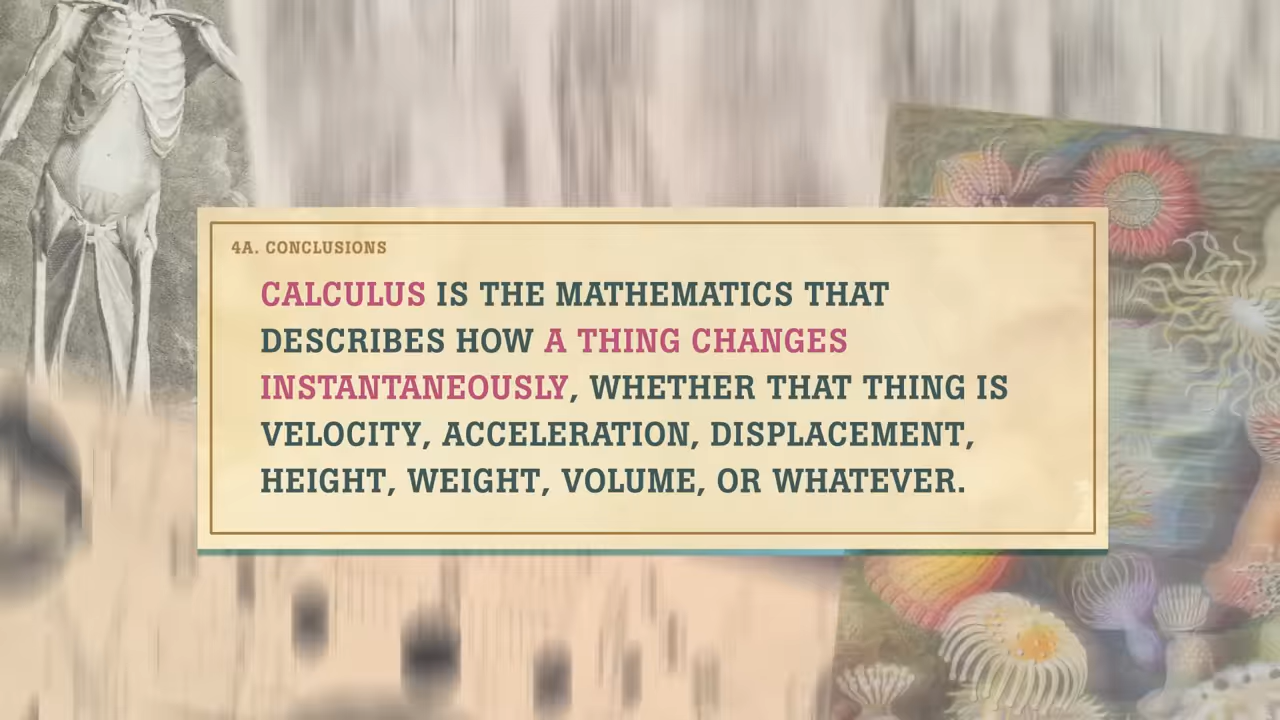 4A. CONCLUSIONS
CALCULUS IS THE MATHEMATICS THAT
DESCRIBES HOW A THING CHANGES
INSTANTANEOUSLY, WHETHER THAT THING IS
VELOCITY, ACCELERATION, DISPLACEMENT,
HEIGHT, WEIGHT, VOLUME, OR WHATEVER.